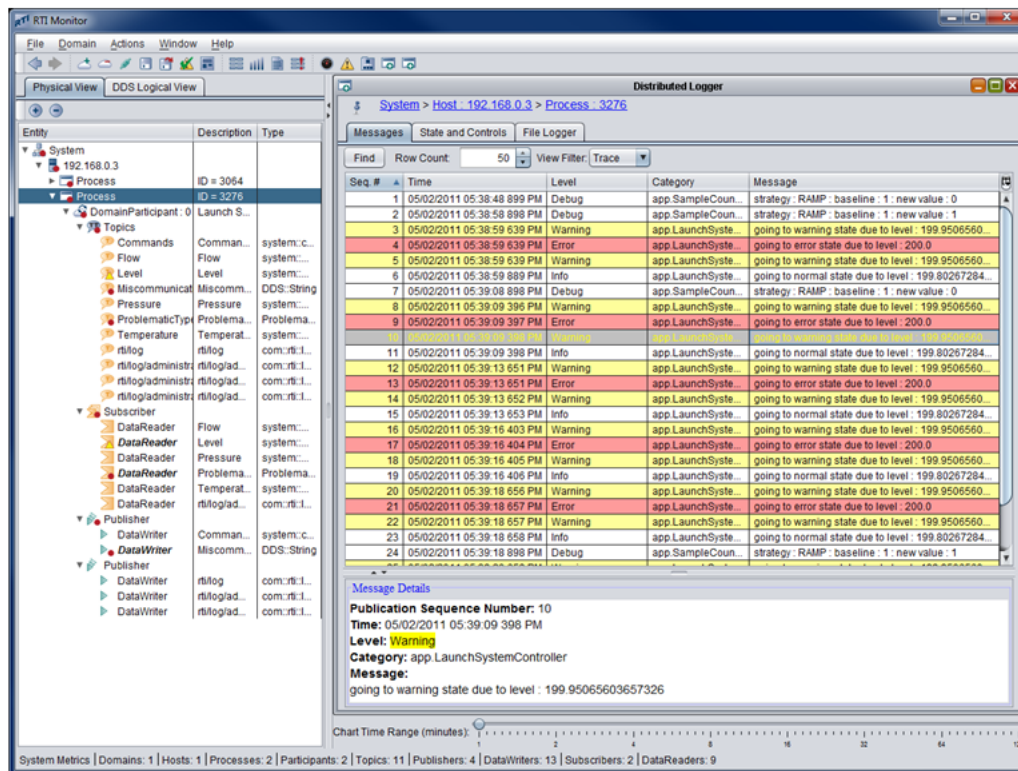 RTI Monitor
File Domain Actions Window Help
Physical View DDS Logical View
Entity Description Type
System
192.168.0.3
Process ID = 3064
Process ID = 3276
DomainParticipant : 0 Launch S...
Topics
Commands Comman... system::c...
Flow Flow system::...
Level Level system::...
Miscommunicat Miscomm... DDS::String
Pressure Pressure system::...
ProblematicType Problema... Problema...
Temperature Temperat... system::...
rti/log rti/log com::rti::l...
rti/log/administra rti/log/ad... com::rti::l...
rti/log/administra rti/log/ad... com::rti::l...
rti/log/administra rti/log/ad... com::rti::l...
Subscriber
DataReader Flow system::...
DataReader Level system::...
DataReader Pressure system::...
DataReader Problema... Problema...
DataReader Temperat... system::...
DataReader rti/log/ad... com::rti::l...
Publisher
DataWriter Comman... system::c...
DataWriter Miscomm... DDS::String
Publisher
DataWriter rti/log com::rti::l...
DataWriter rti/log/ad... com::rti::l...
DataWriter rti/log/ad... com::rti::l...
Distributed Logger
System > Host : 192.168.0.3 > Process : 3276
Messages State and Controls File Logger
Find Row Count: 50 View Filter: Trace
Seq. # Time Level Category Message
1 05/02/2011 05:38:48 899 PM Debug app.SampleCoun... strategy : RAMP : baseline : 1 : new value : 0
2 05/02/2011 05:38:58 898 PM Debug app.SampleCoun... strategy : RAMP : baseline : 1 : new value : 1
3 05/02/2011 05:38:59 639 PM Warning app.LaunchSyste... going to warning state due to level : 199.9506560...
4 05/02/2011 05:38:59 639 PM Error app.LaunchSyste... going to error state due to level : 200.0
5 05/02/2011 05:38:59 639 PM Warning app.LaunchSyste... going to warning state due to level : 199.9506560...
6 05/02/2011 05:38:59 889 PM Info app.LaunchSyste... going to normal state due to level : 199.80267284...
7 05/02/2011 05:39:08 898 PM Debug app.SampleCoun... strategy : RAMP : baseline : 1 : new value : 0
8 05/02/2011 05:39:09 396 PM Warning app.LaunchSyste... going to warning state due to level : 199.9506560...
9 05/02/2011 05:39:09 397 PM Error app.LaunchSyste... going to error state due to level : 200.0
10 05/02/2011 05:39:09 398 PM Warning app.LaunchSyste... going to warning state due to level : 199.9506560...
11 05/02/2011 05:39:09 398 PM Info app.LaunchSyste... going to normal state due to level : 199.80267284...
12 05/02/2011 05:39:13 651 PM Warning app.LaunchSyste... going to warning state due to level : 199.9506560...
13 05/02/2011 05:39:13 651 PM Error app.LaunchSyste... going to error state due to level : 200.0
14 05/02/2011 05:39:13 652 PM Warning app.LaunchSyste... going to warning state due to level : 199.9506560...
15 05/02/2011 05:39:13 653 PM Info app.LaunchSyste... going to normal state due to level : 199.80267284...
16 05/02/2011 05:39:16 403 PM Warning app.LaunchSyste... going to warning state due to level : 199.9506560...
17 05/02/2011 05:39:16 404 PM Error app.LaunchSyste... going to error state due to level : 200.0
18 05/02/2011 05:39:16 405 PM Warning app.LaunchSyste... going to warning state due to level : 199.9506560...
19 05/02/2011 05:39:16 406 PM Info app.LaunchSyste... going to normal state due to level : 199.80267284...
20 05/02/2011 05:39:18 656 PM Warning app.LaunchSyste... going to warning state due to level : 199.9506560...
21 05/02/2011 05:39:18 657 PM Error app.LaunchSyste... going to error state due to level : 200.0
22 05/02/2011 05:39:18 657 PM Warning app.LaunchSyste... going to warning state due to level : 199.9506560...
23 05/02/2011 05:39:18 658 PM Info app.LaunchSyste... going to normal state due to level : 199.80267284...
24 05/02/2011 05:39:18 898 PM Debug app.SampleCoun... strategy : RAMP : baseline : 1 : new value : 1
Message Details
Publication Sequence Number: 10
Time: 05/02/2011 05:39:09 398 PM
Level: Warning
Category: app.LaunchSystemController
Message:
going to warning state due to level : 199.95065603657326
Chart Time Range (minutes):
1 2 4 8 16 32 64
System Metrics | Domains: 1 | Hosts: 1 | Processes: 2 | Participants: 2 | Topics: 11 | Publishers: 4 | DataWriters: 13 | Subscribers: 2 | DataReaders: 9